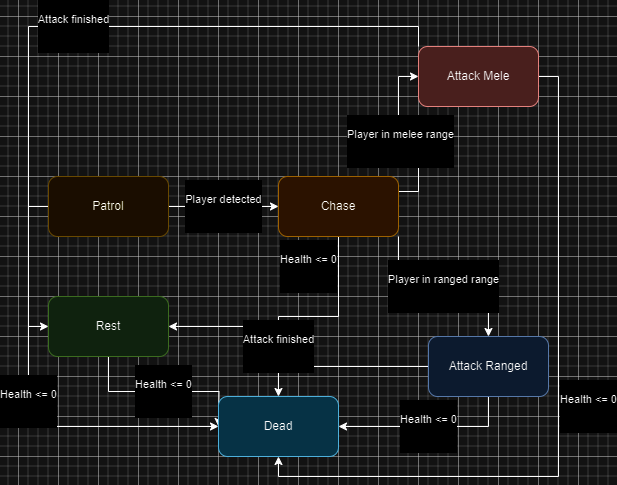 Attack finished
Attack Mele
Player in melee range
Patrol
Player detected
Chase
Health <= 0
Player in ranged range
Rest
Attack finished
Attack Ranged
Health <= 0
Health <= 0
Health <= 0
Dead
Health <= 0